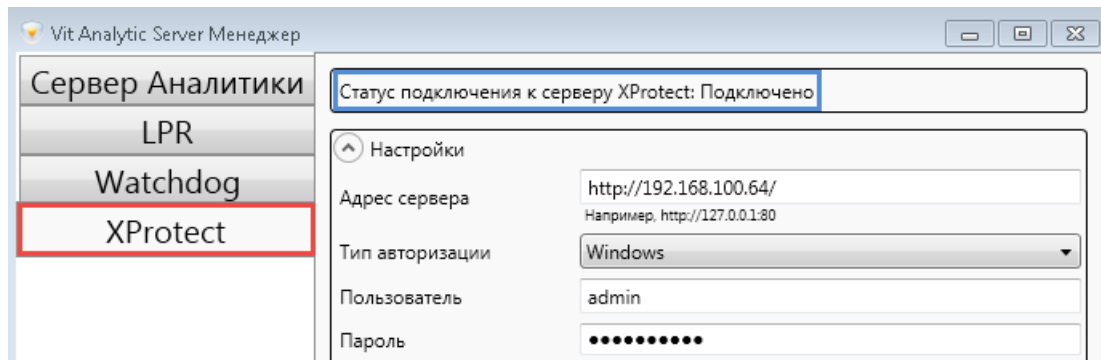 Vit Analytic Server Менеджер
Сервер Аналитики
LPR
Watchdog
XProtect
Статус подключения к серверу XProtect: Подключено
Настройки
Адрес сервера
http://192.168.100.64/
Например, http://127.0.0.1:80
Тип авторизации
Windows
Пользователь
admin
Пароль
●●●●●●●●●●